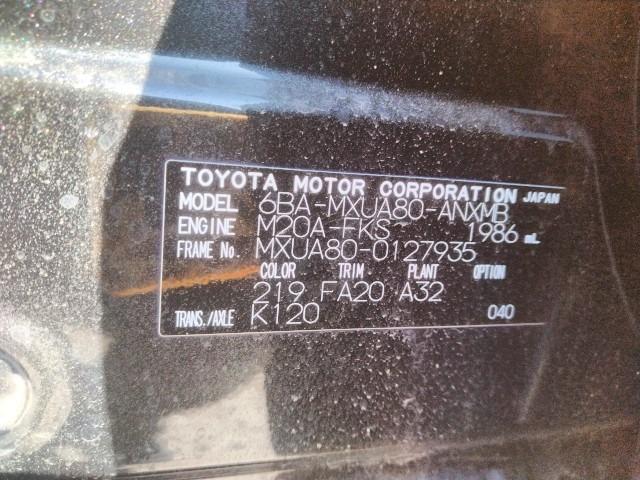 TOYOTA MOTOR CORPORATION JAPAN
MODEL 6BA-MXUA80-ANXMB
ENGINE M20A-FKS 1986 mL
FRAME No. MXUA80-0127935
COLOR TRIM PLANT OPTION
219 FA20 A32
TRANS./AXLE K120 040